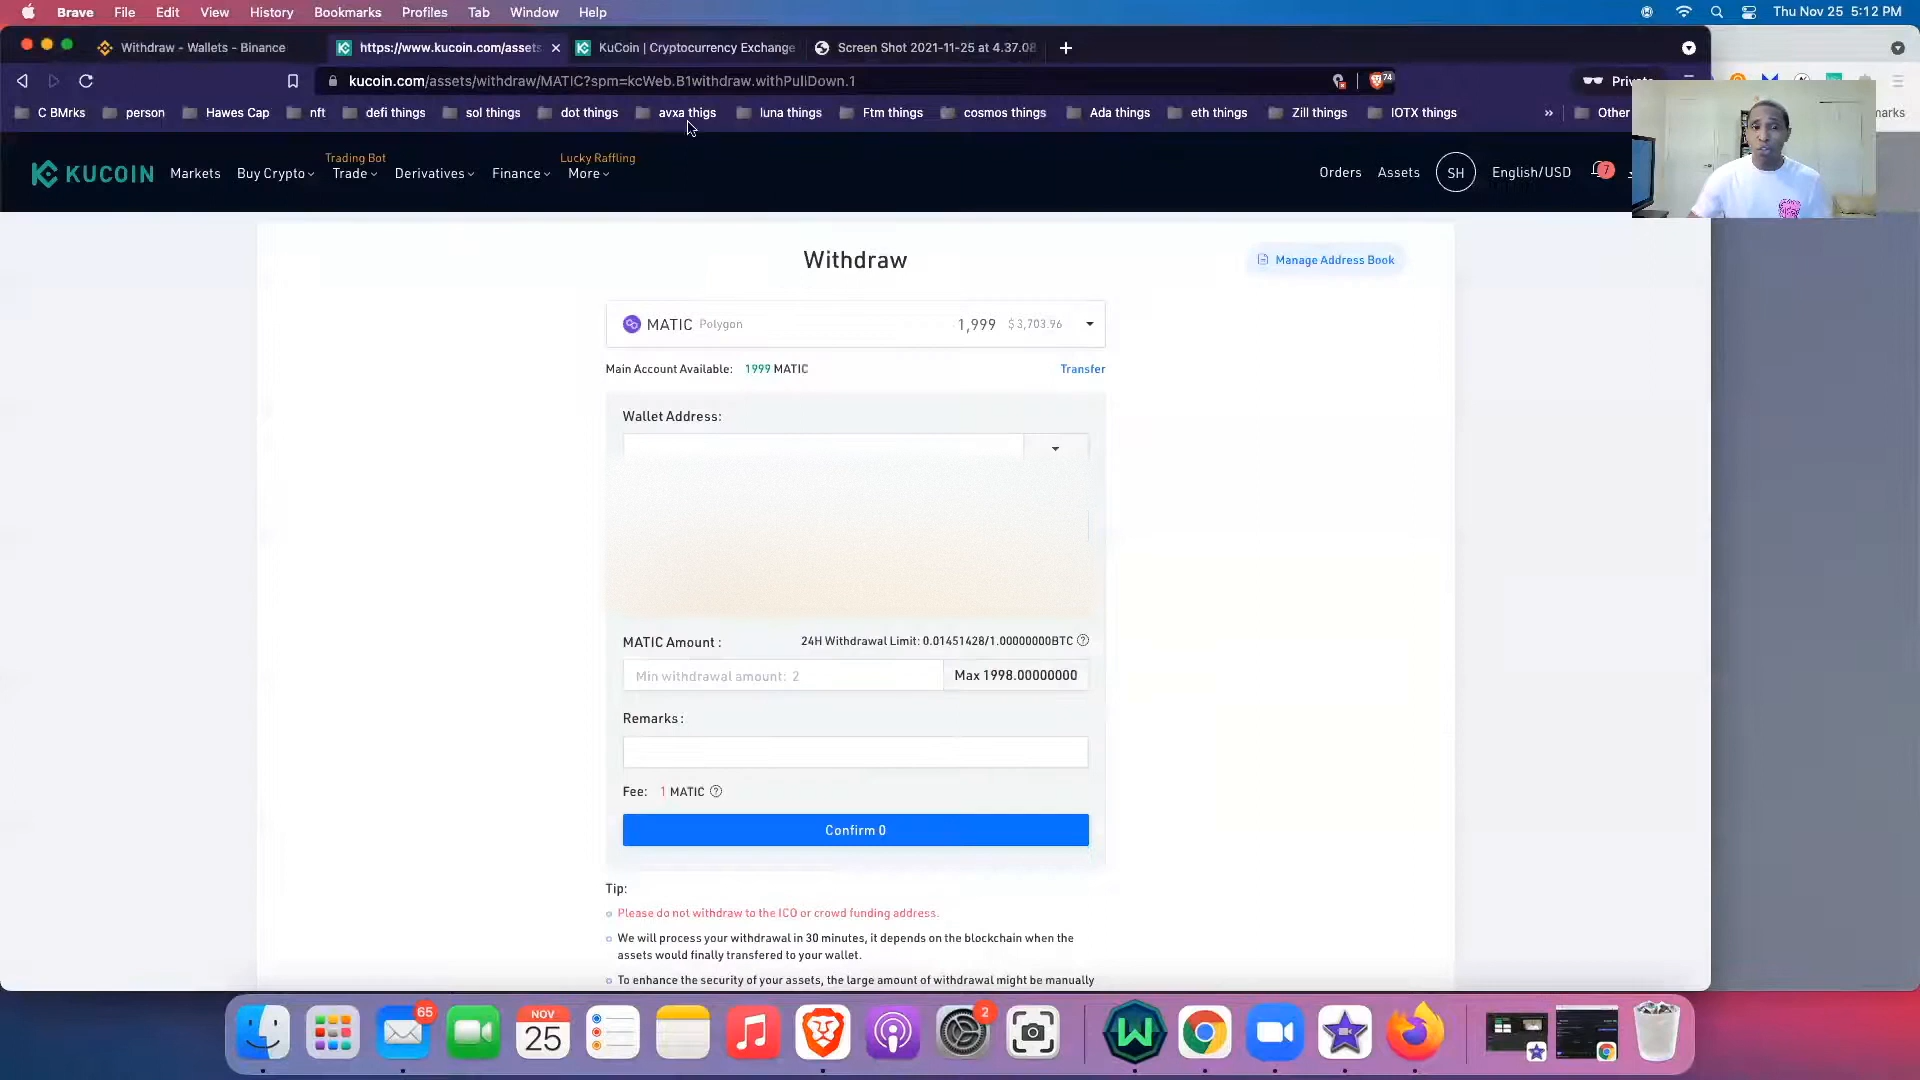 Brave File Edit View History Bookmarks Profiles Tab Window Help Thu Nov 25 5:12 PM
Withdraw - Wallets - Binance https://www.kucoin.com/assets KuCoin | Cryptocurrency Exchange Screen Shot 2021-11-25 at 4.37.08
kucoin.com/assets/withdraw/MATIC?spm=kcWeb.B1withdraw.withPullDown.1 74 Private
C BMrks person Hawes Cap nft defi things sol things dot things avxa thigs luna things Ftm things cosmos things Ada things eth things Zill things IOTX things » Other
Trading Bot Lucky Raffling
KUCOIN Markets Buy Crypto Trade Derivatives Finance More Orders Assets SH English/USD 7
Withdraw
Manage Address Book
MATIC Polygon 1,999 $ 3,703.96
Main Account Available: 1999 MATIC Transfer
Wallet Address:
MATIC Amount : 24H Withdrawal Limit: 0.01451428/1.00000000BTC
Min withdrawal amount: 2 Max 1998.00000000
Remarks :
Fee: 1 MATIC
Confirm 0
Tip:
Please do not withdraw to the ICO or crowd funding address.
We will process your withdrawal in 30 minutes, it depends on the blockchain when the
assets would finally transfered to your wallet.
To enhance the security of your assets, the large amount of withdrawal might be manually
65 NOV 2
25